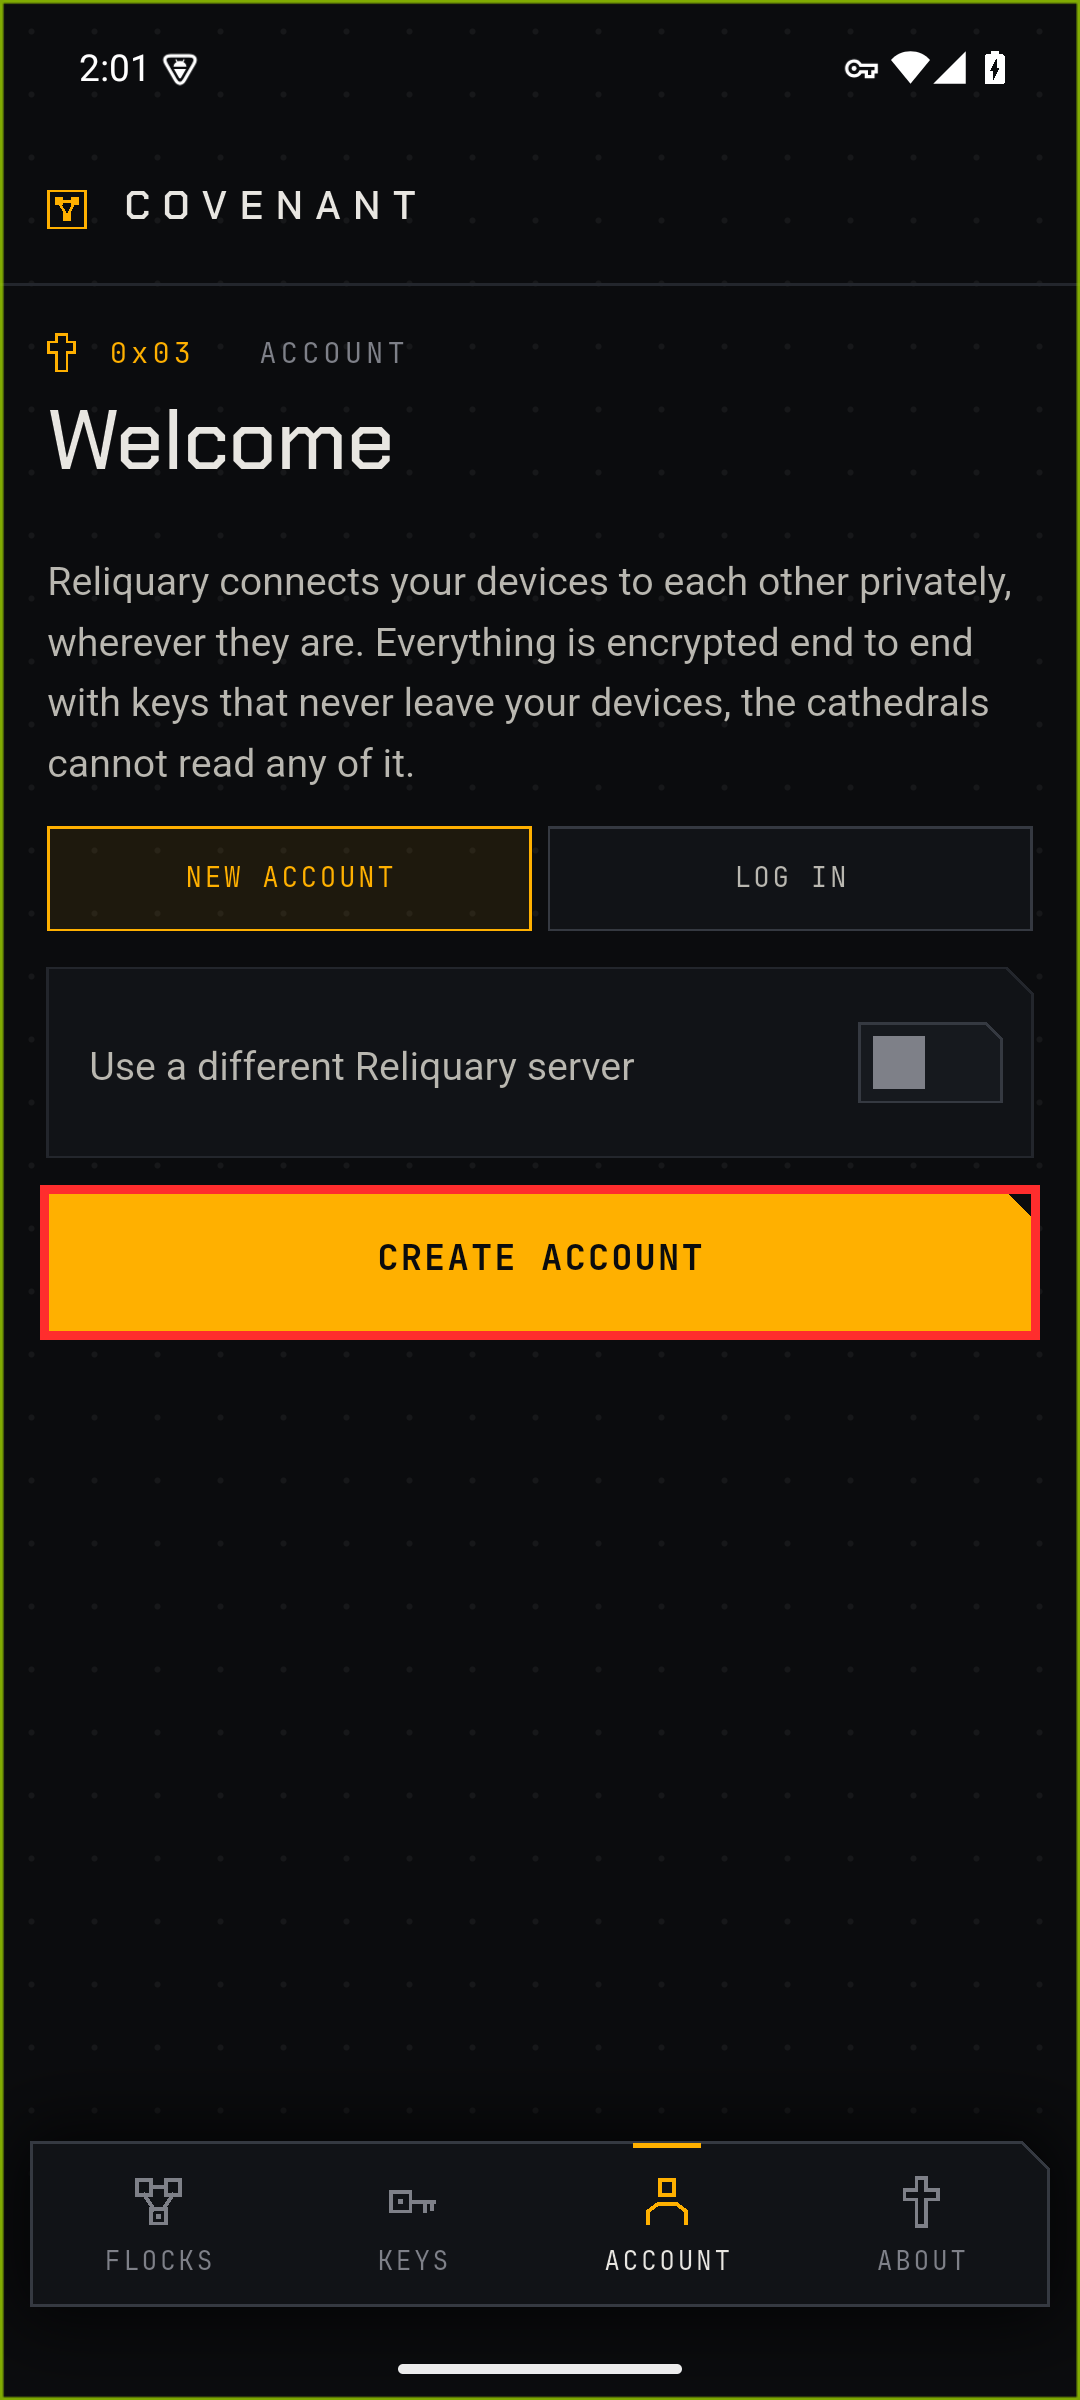 2:01
COVENANT
0x03 ACCOUNT
Welcome
Reliquary connects your devices to each other privately,
wherever they are. Everything is encrypted end to end
with keys that never leave your devices, the cathedrals
cannot read any of it.
NEW ACCOUNT LOG IN
Use a different Reliquary server
CREATE ACCOUNT
FLOCKS KEYS ACCOUNT ABOUT